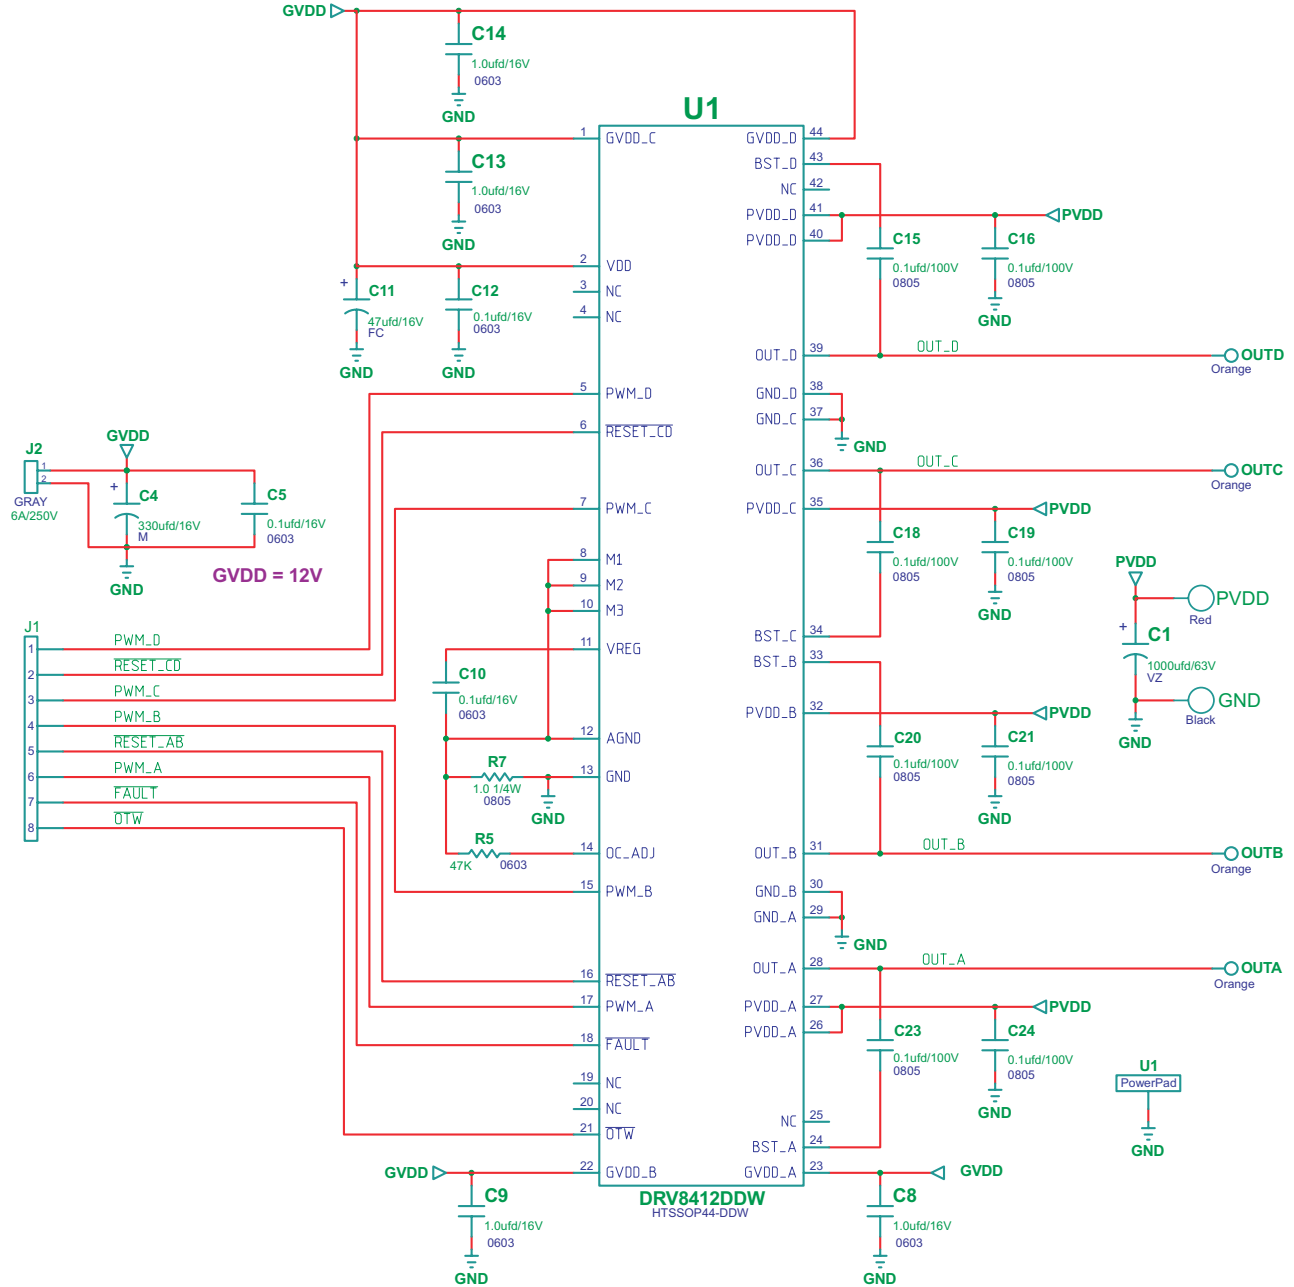 GVDD
C14
1.0ufd/16V
0603
GND
U1
1 GVDD_C
C13
1.0ufd/16V
0603
GND
2 VDD
3 NC
4 NC
+
C11
47ufd/16V
FC
GND
C12
0.1ufd/16V
0603
GND
5 PWM_D
6 RESET_CD
7 PWM_C
8 M1
9 M2
10 M3
11 VREG
C10
0.1ufd/16V
0603
12 AGND
13 GND
R7
1.0 1/4W
0805
GND
R5
47K 0603
14 OC_ADJ
15 PWM_B
16 RESET_AB
17 PWM_A
18 FAULT
19 NC
20 NC
21 OTW
22 GVDD_B
GVDD
C9
1.0ufd/16V
0603
GND
J2
1
2
GRAY
6A/250V
GVDD
+
C4
330ufd/16V
M
GND
C5
0.1ufd/16V
0603
GVDD = 12V
J1
1 PWM_D
2 RESET_CD
3 PWM_C
4 PWM_B
5 RESET_AB
6 PWM_A
7 FAULT
8 OTW
GVDD_D 44
BST_D 43
NC 42
PVDD_D 41
PVDD_D 40
PVDD
C15
0.1ufd/100V
0805
C16
0.1ufd/100V
0805
GND
OUT_D 39
OUT_D
OUTD
Orange
GND_D 38
GND_C 37
GND
OUT_C 36
OUT_C
OUTC
Orange
PVDD_C 35
PVDD
C18
0.1ufd/100V
0805
C19
0.1ufd/100V
0805
GND
BST_C 34
BST_B 33
PVDD_B 32
PVDD
C20
0.1ufd/100V
0805
C21
0.1ufd/100V
0805
GND
PVDD
PVDD
Red
+
C1
1000ufd/63V
VZ
GND
Black
GND
OUT_B 31
OUT_B
OUTB
Orange
GND_B 30
GND_A 29
GND
OUT_A 28
OUT_A
OUTA
Orange
PVDD_A 27
PVDD_A 26
PVDD
C23
0.1ufd/100V
0805
C24
0.1ufd/100V
0805
GND
U1
PowerPad
GND
NC 25
BST_A 24
GVDD_A 23
GVDD
C8
1.0ufd/16V
0603
GND
DRV8412DDW
HTSSOP44-DDW